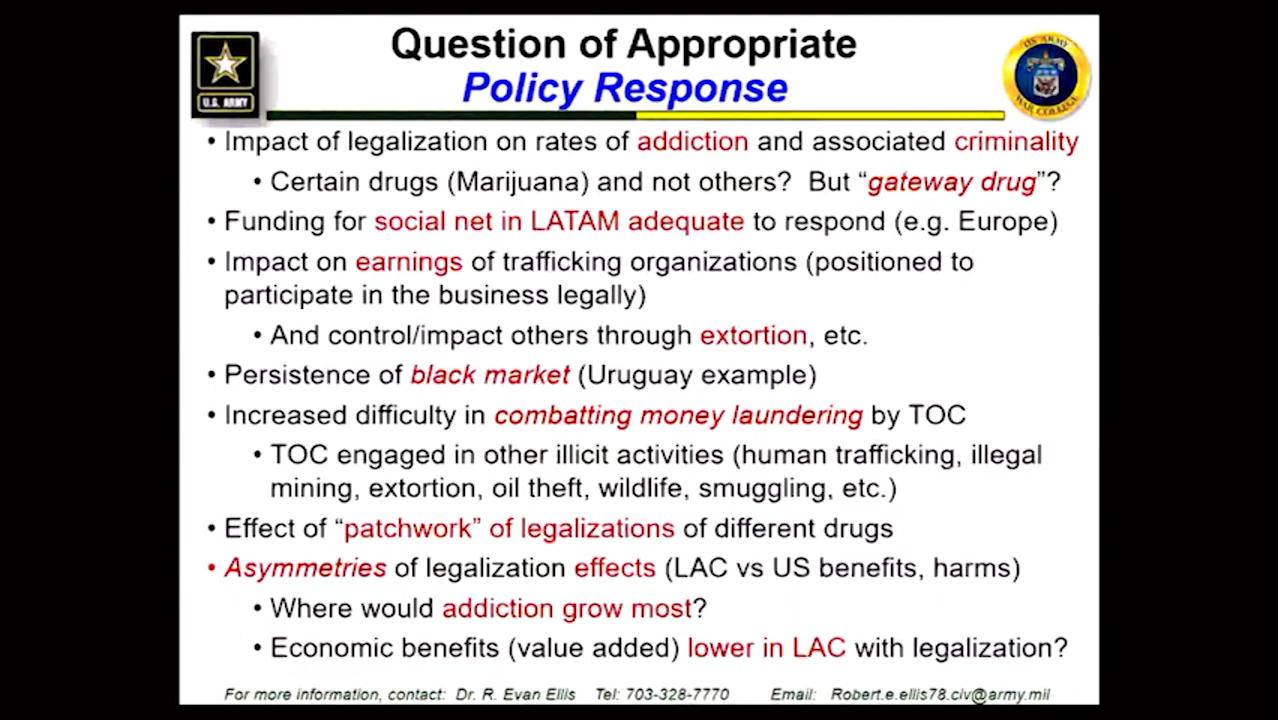 Question of Appropriate
Policy Response
U.S. ARMY
US ARMY
WAR COLLEGE
• Impact of legalization on rates of addiction and associated criminality
• Certain drugs (Marijuana) and not others? But “gateway drug”?
• Funding for social net in LATAM adequate to respond (e.g. Europe)
• Impact on earnings of trafficking organizations (positioned to
participate in the business legally)
• And control/impact others through extortion, etc.
• Persistence of black market (Uruguay example)
• Increased difficulty in combatting money laundering by TOC
• TOC engaged in other illicit activities (human trafficking, illegal
mining, extortion, oil theft, wildlife, smuggling, etc.)
• Effect of “patchwork” of legalizations of different drugs
• Asymmetries of legalization effects (LAC vs US benefits, harms)
• Where would addiction grow most?
• Economic benefits (value added) lower in LAC with legalization?
For more information, contact: Dr. R. Evan Ellis Tel: 703-328-7770 Email: Robert.e.ellis78.civ@army.mil